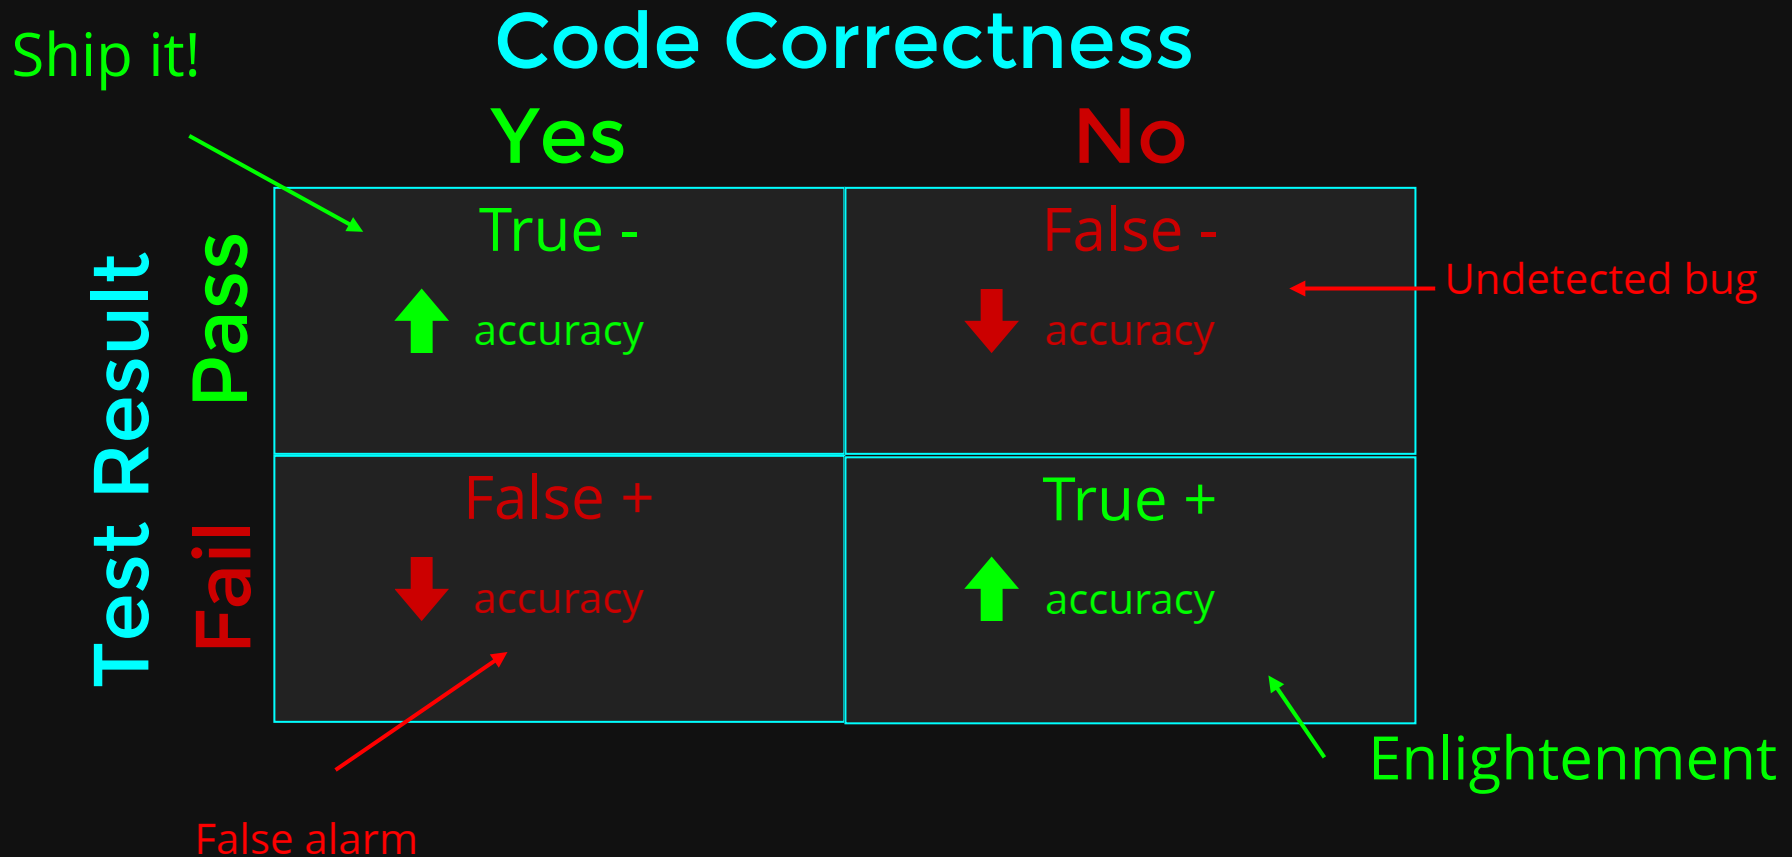 Code Correctness
Ship it!
Yes
No
Test Result
Pass
True -
False -
accuracy
accuracy
Undetected bug
Fail
False +
True +
accuracy
accuracy
Enlightenment
False alarm